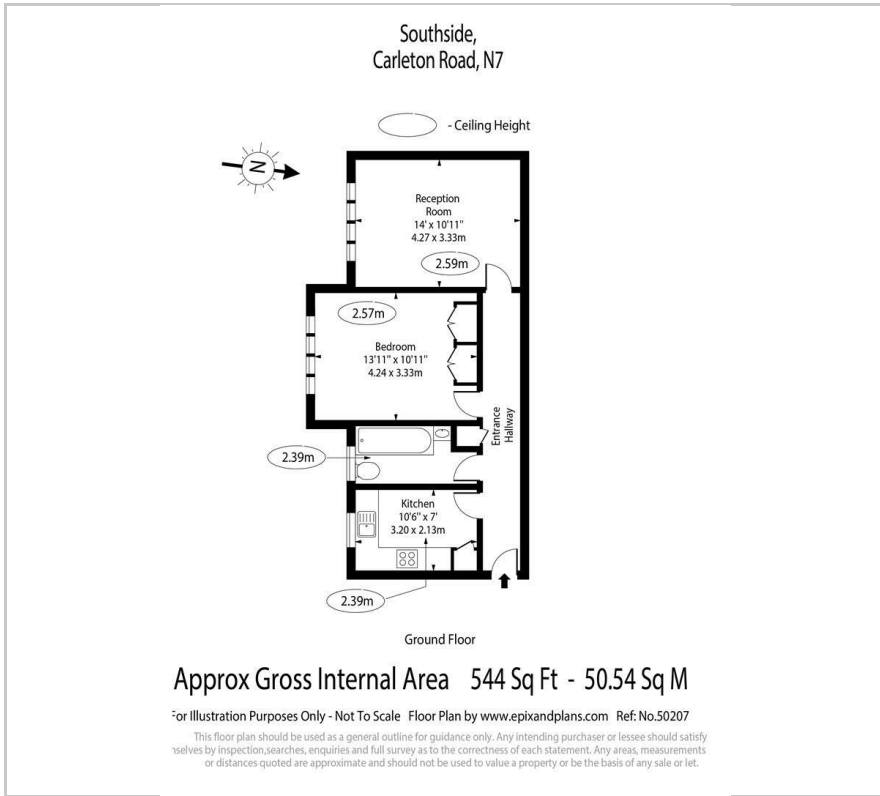 Southside,
Carleton Road, N7
- Ceiling Height
N
Reception
Room
14' x 10'11"
4.27 x 3.33m
2.59m
2.57m
Bedroom
13'11" x 10'11"
4.24 x 3.33m
Entrance
Hallway
2.39m
Kitchen
10'6" x 7'
3.20 x 2.13m
2.39m
Ground Floor
Approx Gross Internal Area 544 Sq Ft - 50.54 Sq M
For Illustration Purposes Only - Not To Scale Floor Plan by www.epixandplans.com Ref: No.50207
This floor plan should be used as a general outline for guidance only. Any intending purchaser or lessee should satisfy
nselves by inspection,searches, enquiries and full survey as to the correctness of each statement. Any areas, measurements
or distances quoted are approximate and should not be used to value a property or be the basis of any sale or let.